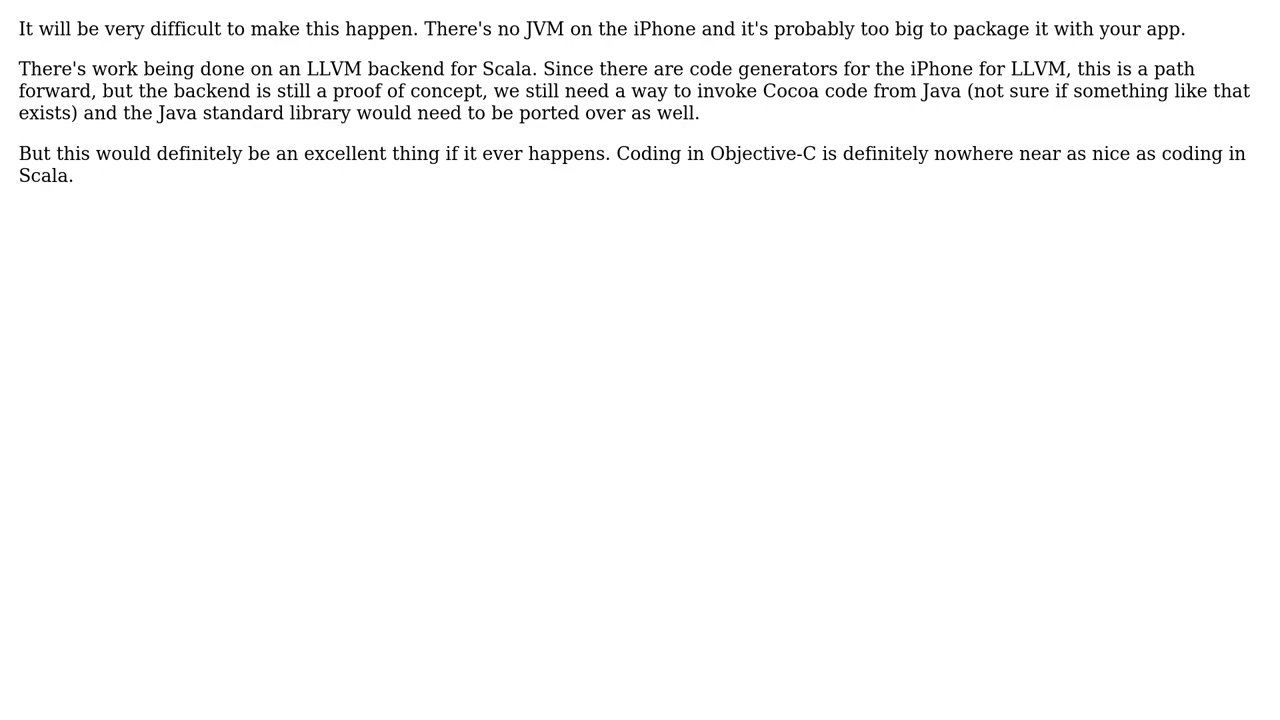 It will be very difficult to make this happen. There's no JVM on the iPhone and it's probably too big to package it with your app.
There's work being done on an LLVM backend for Scala. Since there are code generators for the iPhone for LLVM, this is a path
forward, but the backend is still a proof of concept, we still need a way to invoke Cocoa code from Java (not sure if something like that
exists) and the Java standard library would need to be ported over as well.
But this would definitely be an excellent thing if it ever happens. Coding in Objective-C is definitely nowhere near as nice as coding in
Scala.